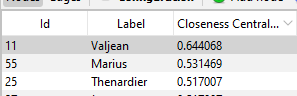 Id Label Closeness Central...
11 Valjean 0.644068
55 Marius 0.531469
25 Thenardier 0.517007